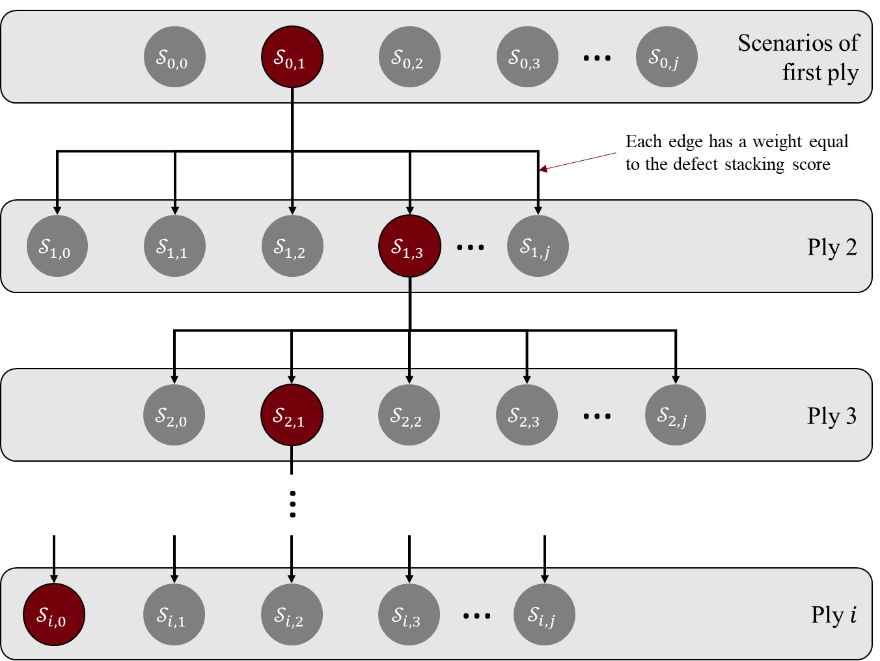 𝒮₀,₀ 𝒮₀,₁ 𝒮₀,₂ 𝒮₀,₃ ⋯ 𝒮₀,ⱼ Scenarios of
first ply
Each edge has a weight equal
to the defect stacking score
𝒮₁,₀ 𝒮₁,₁ 𝒮₁,₂ 𝒮₁,₃ ⋯ 𝒮₁,ⱼ Ply 2
𝒮₂,₀ 𝒮₂,₁ 𝒮₂,₂ 𝒮₂,₃ ⋯ 𝒮₂,ⱼ Ply 3
⋮
𝒮ᵢ,₀ 𝒮ᵢ,₁ 𝒮ᵢ,₂ 𝒮ᵢ,₃ ⋯ 𝒮ᵢ,ⱼ Ply i